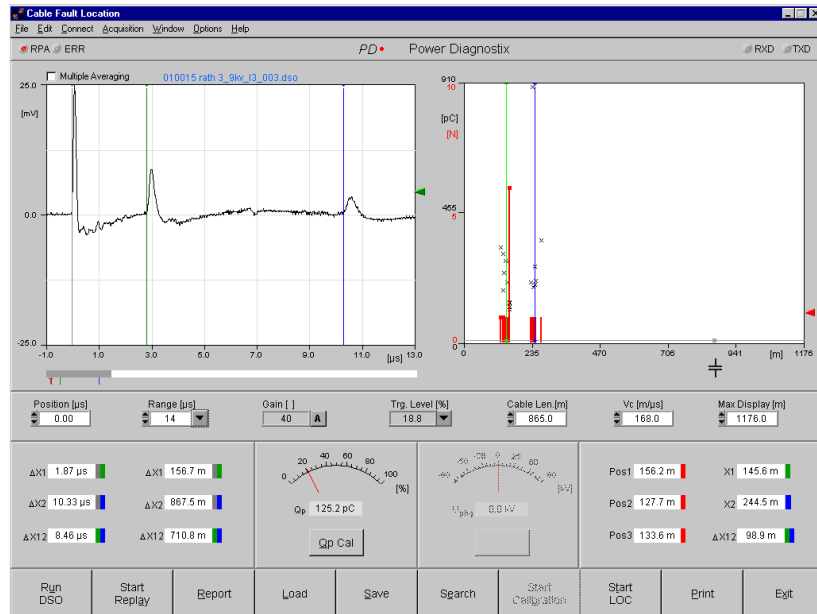 Cable Fault Location
File Edit Connect Acquisition Window Options Help
RPA ERR PD• Power Diagnostix RXD TXD
Multiple Averaging 010015 rath 3_9kv_l3_003.dso
25.0
[mV]
0.0
-25.0
-1.0 1.0 3.0 5.0 7.0 9.0 11.0 13.0
[µs]
910
10
[pC]
[N]
455
5
0
0
0 235 470 706 941 [m] 1176
Position [µs] Range [µs] Gain [ ] Trg. Level [%] Cable Len.[m] Vc [m/µs] Max Display [m]
0.00 14 40 A 18.8 865.0 168.0 1176.0
ΔX1 1.87 µs ΔX1 156.7 m
ΔX2 10.33 µs ΔX2 867.5 m
ΔX12 8.46 µs ΔX12 710.8 m
0 20 40 60 80 100
[%]
Qp 125.2 pC
Qp Cal
0
[kV]
0.0 kV
Pos1 156.2 m X1 145.6 m
Pos2 127.7 m X2 244.5 m
Pos3 133.6 m ΔX12 98.9 m
Run DSO
Start Replay
Report
Load
Save
Search
Start Calibration
Start LOC
Print
Exit